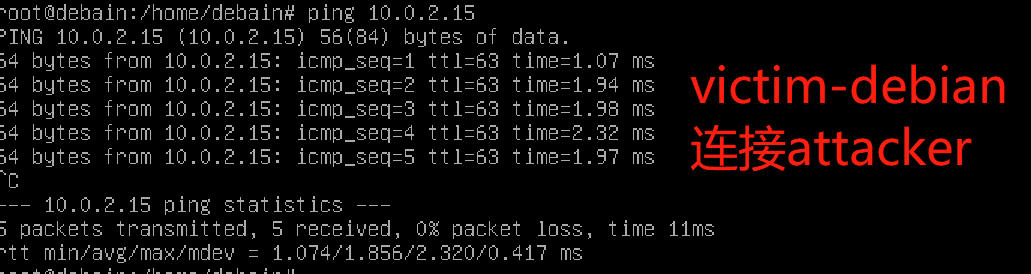 root@debain:/home/debain# ping 10.0.2.15
PING 10.0.2.15 (10.0.2.15) 56(84) bytes of data.
64 bytes from 10.0.2.15: icmp_seq=1 ttl=63 time=1.07 ms
64 bytes from 10.0.2.15: icmp_seq=2 ttl=63 time=1.94 ms
64 bytes from 10.0.2.15: icmp_seq=3 ttl=63 time=1.98 ms
64 bytes from 10.0.2.15: icmp_seq=4 ttl=63 time=2.32 ms
64 bytes from 10.0.2.15: icmp_seq=5 ttl=63 time=1.97 ms
^C
--- 10.0.2.15 ping statistics ---
5 packets transmitted, 5 received, 0% packet loss, time 11ms
rtt min/avg/max/mdev = 1.074/1.856/2.320/0.417 ms
root@debain:/home/debain#
victim-debian
连接attacker